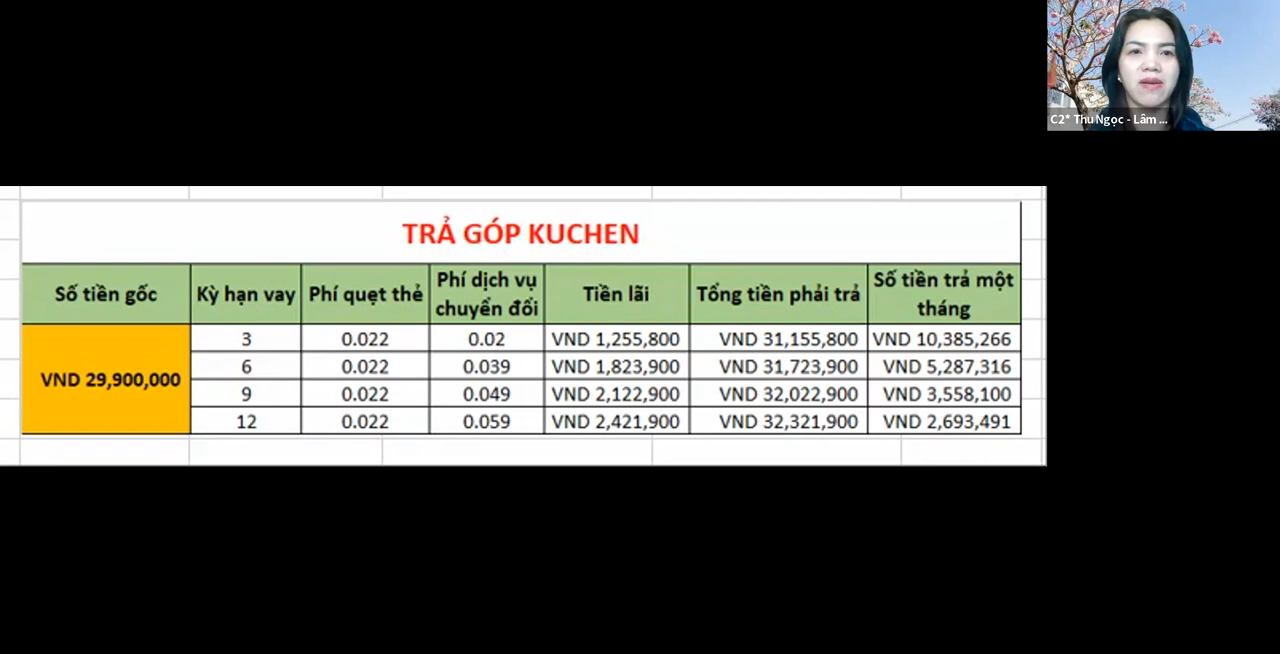 C2* Thu Ngọc - Lâm ...
TRẢ GÓP KUCHEN
Số tiền gốc Kỳ hạn vay Phí quẹt thẻ Phí dịch vụ chuyển đổi Tiền lãi Tổng tiền phải trả Số tiền trả một tháng
VND 29,900,000
3 0.022 0.02 VND 1,255,800 VND 31,155,800 VND 10,385,266
6 0.022 0.039 VND 1,823,900 VND 31,723,900 VND 5,287,316
9 0.022 0.049 VND 2,122,900 VND 32,022,900 VND 3,558,100
12 0.022 0.059 VND 2,421,900 VND 32,321,900 VND 2,693,491